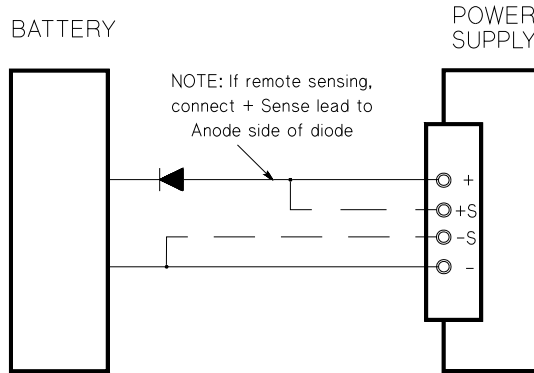 BATTERY
POWER
SUPPLY
NOTE: If remote sensing,
connect + Sense lead to
Anode side of diode
+
+S
-S
-